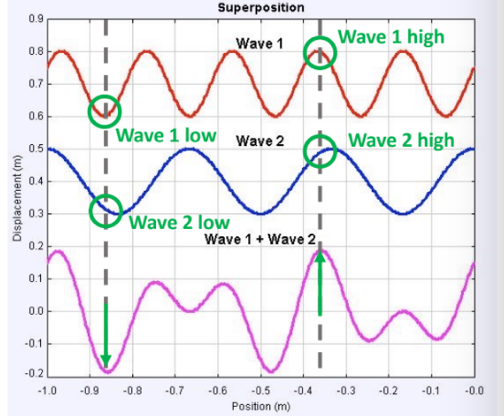 Superposition
0.9
0.8
0.7
0.6
0.5
0.4
0.3
0.2
0.1
0.0
-0.1
-0.2
Displacement (m)
Wave 1
Wave 1 high
Wave 1 low
Wave 2
Wave 2 high
Wave 2 low
Wave 1 + Wave 2
-1.0 -0.9 -0.8 -0.7 -0.6 -0.5 -0.4 -0.3 -0.2 -0.1 -0.0
Position (m)